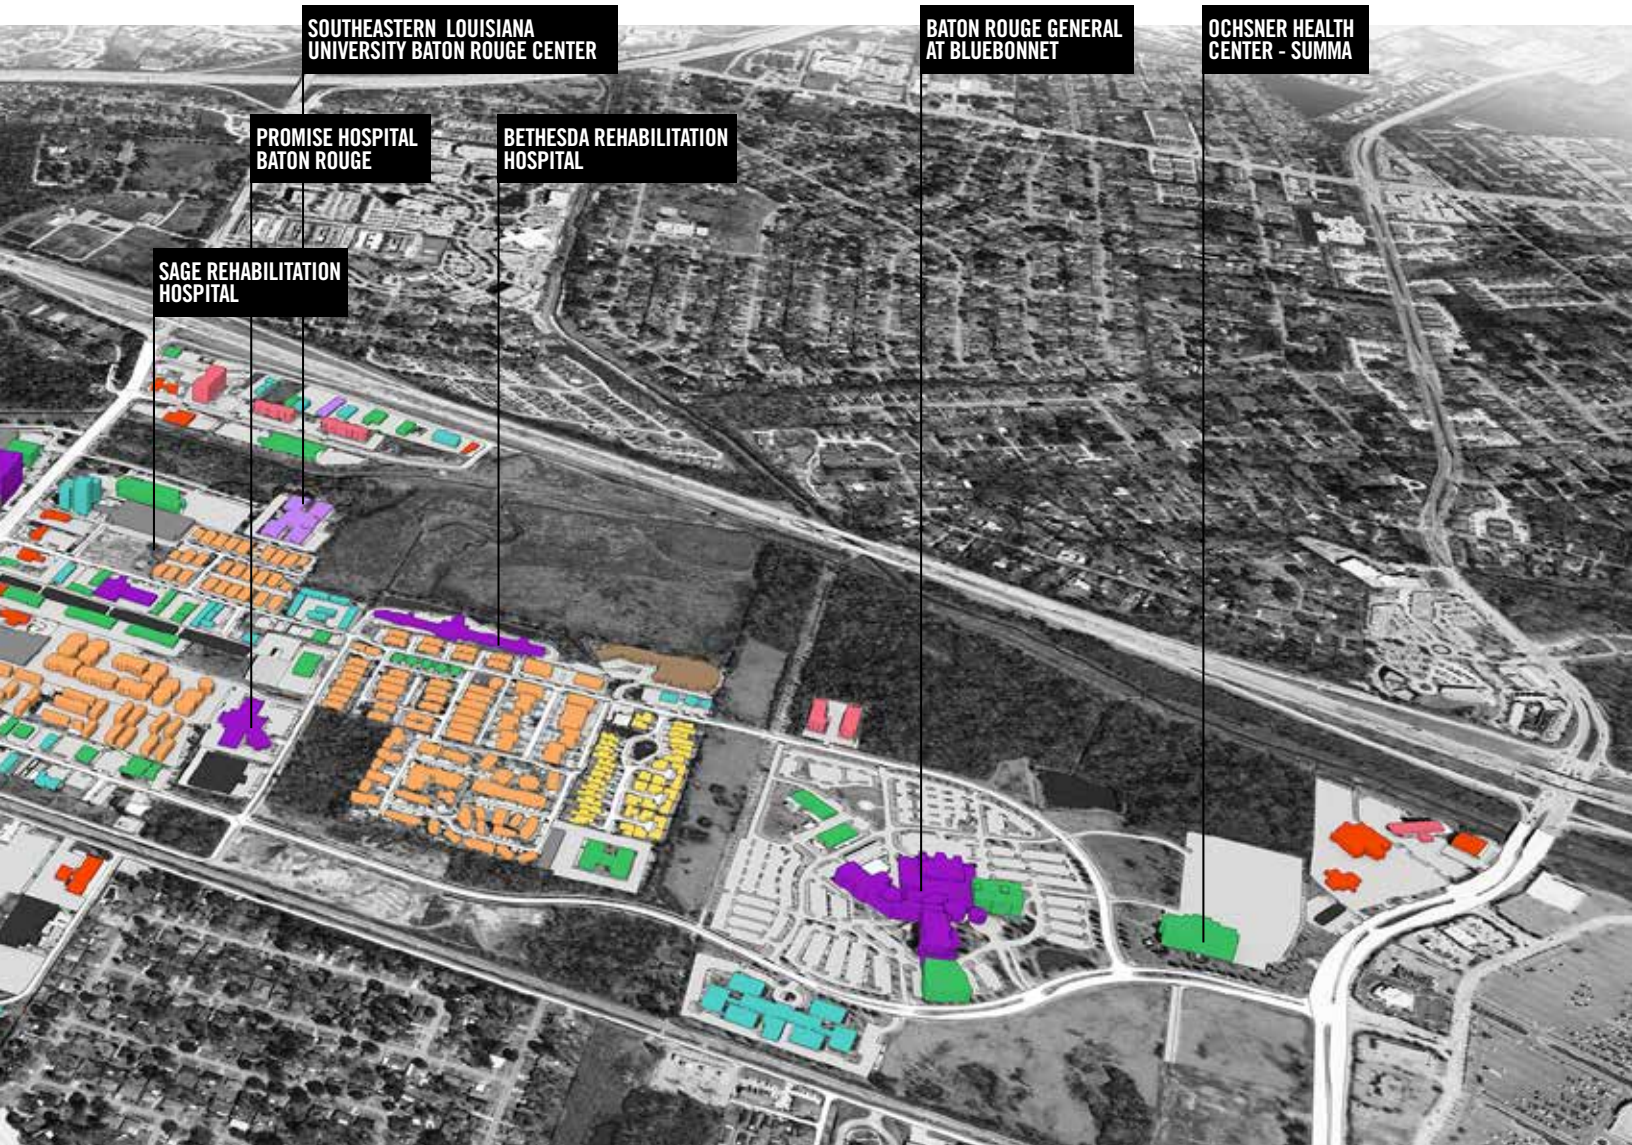 SOUTHEASTERN LOUISIANA
UNIVERSITY BATON ROUGE CENTER
BATON ROUGE GENERAL
AT BLUEBONNET
OCHSNER HEALTH
CENTER - SUMMA
PROMISE HOSPITAL
BATON ROUGE
BETHESDA REHABILITATION
HOSPITAL
SAGE REHABILITATION
HOSPITAL